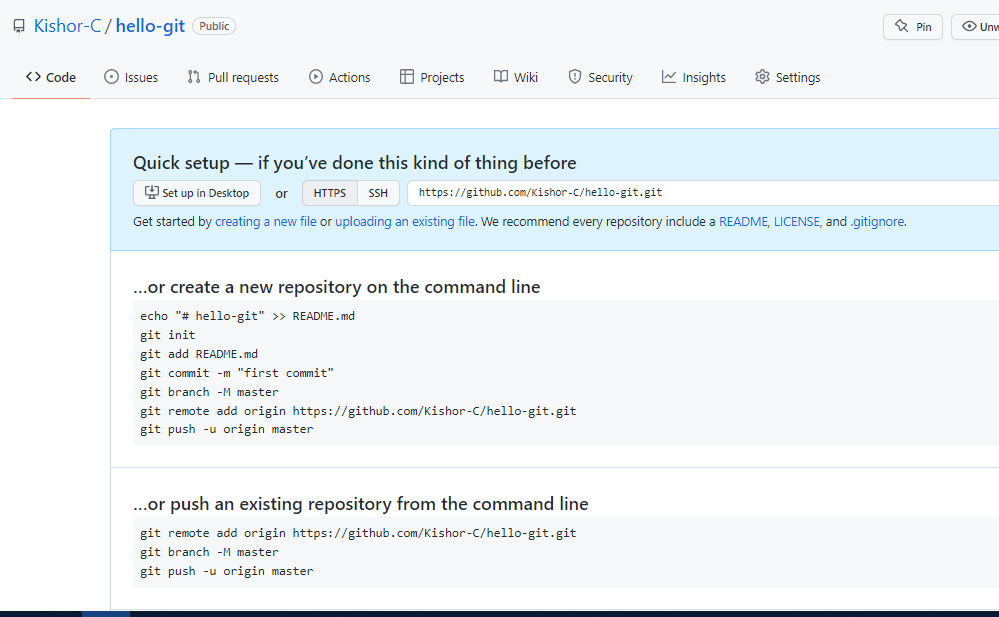 Kishor-C / hello-git Public
Pin
<> Code Issues Pull requests Actions Projects Wiki Security Insights Settings
Quick setup — if you’ve done this kind of thing before
Set up in Desktop or HTTPS SSH https://github.com/Kishor-C/hello-git.git
Get started by creating a new file or uploading an existing file. We recommend every repository include a README, LICENSE, and .gitignore.
…or create a new repository on the command line
echo "# hello-git" >> README.md
git init
git add README.md
git commit -m "first commit"
git branch -M master
git remote add origin https://github.com/Kishor-C/hello-git.git
git push -u origin master
…or push an existing repository from the command line
git remote add origin https://github.com/Kishor-C/hello-git.git
git branch -M master
git push -u origin master